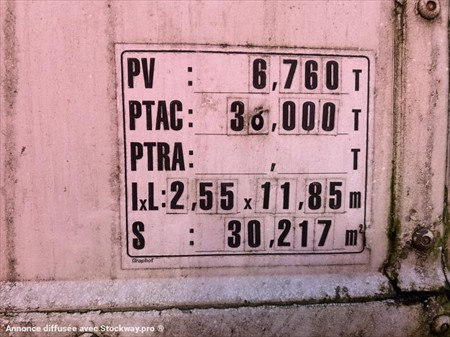 PV : 6,760 T
PTAC: 36,000 T
PTRA: , T
IxL: 2,55 x 11,85 m
S : 30,217 m²
Graphof
Annonce diffusée avec Stockway.pro ®